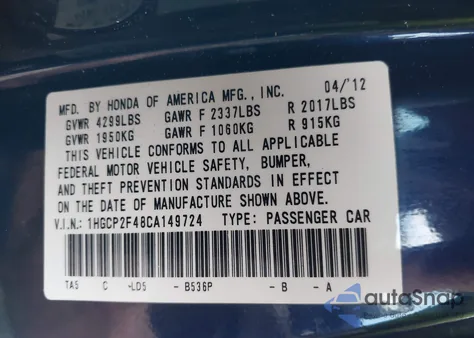 MFD. BY HONDA OF AMERICA MFG., INC. 04/'12
GVWR 4299LBS GAWR F 2337LBS R 2017LBS
GVWR 1950KG GAWR F 1060KG R 915KG
THIS VEHICLE CONFORMS TO ALL APPLICABLE
FEDERAL MOTOR VEHICLE SAFETY, BUMPER,
AND THEFT PREVENTION STANDARDS IN EFFECT
ON THE DATE OF MANUFACTURE SHOWN ABOVE.
V.I.N.: 1HGCP2F48CA149724 TYPE: PASSENGER CAR
TA5 C -LD5 - B536P - B - A
autoSnap